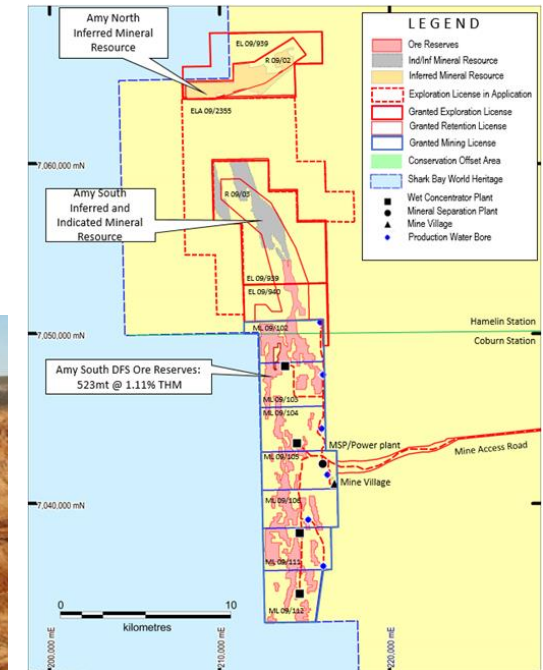 Amy North
Inferred Mineral
Resource
EL 09/939
R 09/02
ELA 09/2355
7,060,000 mN
R 09/03
Amy South
Inferred and
Indicated Mineral
Resource
EL 09/939
EL 09/940
7,050,000 mN
ML 09/102
Hamelin Station
Coburn Station
Amy South DFS Ore Reserves:
523mt @ 1.11% THM
ML 09/103
ML 09/104
MSP/Power plant
ML 09/105
Mine Access Road
Mine Village
7,040,000 mN
ML 09/106
ML 09/111
ML 09/112
0 10
kilometres
200,000 mE
210,000 mE
220,000 mE
LEGEND
Ore Reserves
Ind/Inf Mineral Resource
Inferred Mineral Resource
Exploration License in Application
Granted Exploration License
Granted Retention License
Granted Mining License
Conservation Offset Area
Shark Bay World Heritage
Wet Concentrator Plant
Mineral Separation Plant
Mine Village
Production Water Bore